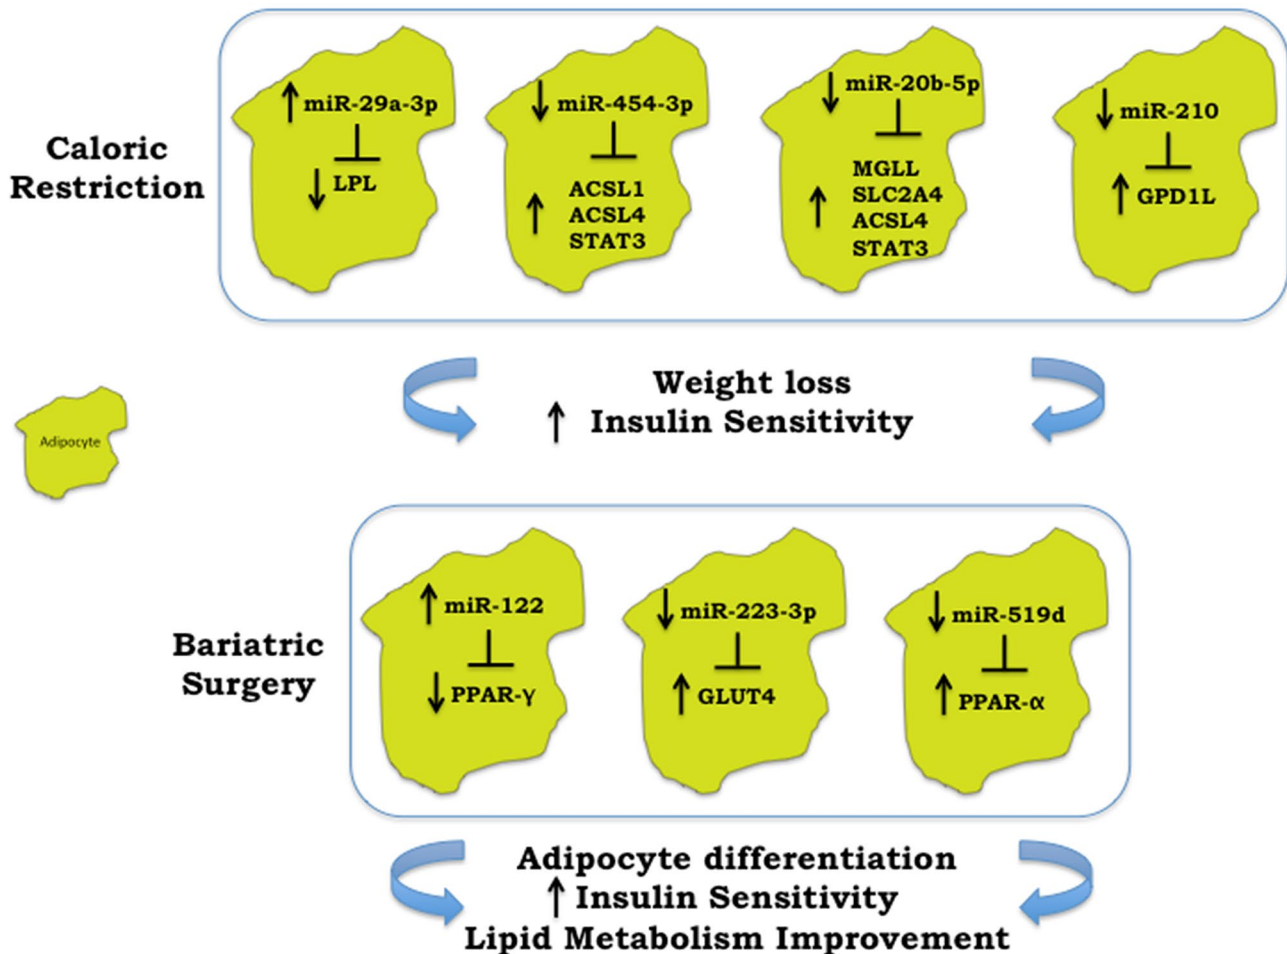 Caloric
Restriction
miR-29a-3p
LPL
miR-454-3p
ACSL1
ACSL4
STAT3
miR-20b-5p
MGLL
SLC2A4
ACSL4
STAT3
miR-210
GPD1L
Weight loss
Insulin Sensitivity
Adipocyte
Bariatric
Surgery
miR-122
PPAR-γ
miR-223-3p
GLUT4
miR-519d
PPAR-α
Adipocyte differentiation
Insulin Sensitivity
Lipid Metabolism Improvement